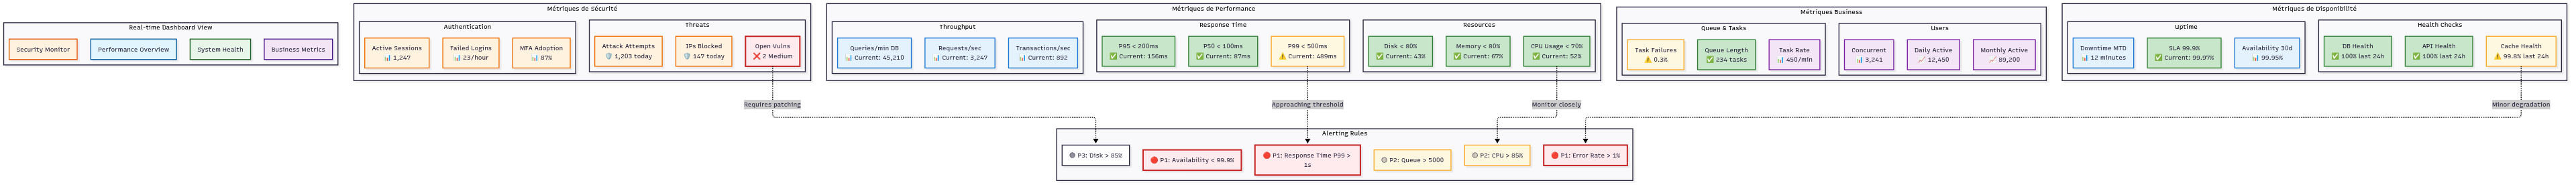 Real-time Dashboard View
Security Monitor
Performance Overview
System Health
Business Metrics
Métriques de Sécurité
Authentication
Active Sessions
📊 1,247
Failed Logins
📊 23/hour
MFA Adoption
📊 87%
Threats
Attack Attempts
🛡️ 1,203 today
IPs Blocked
🛡️ 147 today
Open Vulns
❌ 2 Medium
Métriques de Performance
Throughput
Queries/min DB
📊 Current: 45,210
Requests/sec
📊 Current: 3,247
Transactions/sec
📊 Current: 892
Response Time
P95 < 200ms
✅ Current: 156ms
P50 < 100ms
✅ Current: 87ms
P99 < 500ms
⚠️ Current: 489ms
Resources
Disk < 80%
✅ Current: 43%
Memory < 80%
✅ Current: 67%
CPU Usage < 70%
✅ Current: 52%
Métriques Business
Queue & Tasks
Task Failures
⚠️ 0.3%
Queue Length
✅ 234 tasks
Task Rate
📊 450/min
Users
Concurrent
📊 3,241
Daily Active
📈 12,450
Monthly Active
📈 89,200
Métriques de Disponibilité
Uptime
Downtime MTD
📊 12 minutes
SLA 99.9%
✅ Current: 99.97%
Availability 30d
📊 99.95%
Health Checks
DB Health
✅ 100% last 24h
API Health
✅ 100% last 24h
Cache Health
⚠️ 99.8% last 24h
Requires patching
Approaching threshold
Monitor closely
Minor degradation
Alerting Rules
P3: Disk > 85%
🔴 P1: Availability < 99.9%
🔴 P1: Response Time P99 >
1s
P2: Queue > 5000
P2: CPU > 85%
🔴 P1: Error Rate > 1%